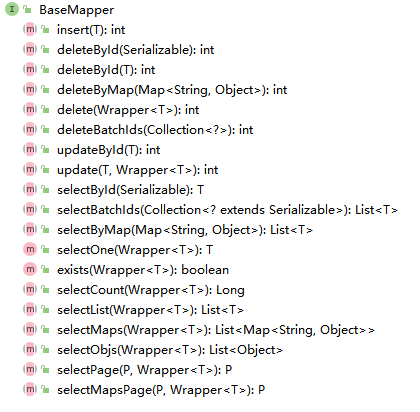 BaseMapper
insert(T): int
deleteById(Serializable): int
deleteById(T): int
deleteByMap(Map<String, Object>): int
delete(Wrapper<T>): int
deleteBatchIds(Collection<?>): int
updateById(T): int
update(T, Wrapper<T>): int
selectById(Serializable): T
selectBatchIds(Collection<? extends Serializable>): List<T>
selectByMap(Map<String, Object>): List<T>
selectOne(Wrapper<T>): T
exists(Wrapper<T>): boolean
selectCount(Wrapper<T>): Long
selectList(Wrapper<T>): List<T>
selectMaps(Wrapper<T>): List<Map<String, Object>>
selectObjs(Wrapper<T>): List<Object>
selectPage(P, Wrapper<T>): P
selectMapsPage(P, Wrapper<T>): P